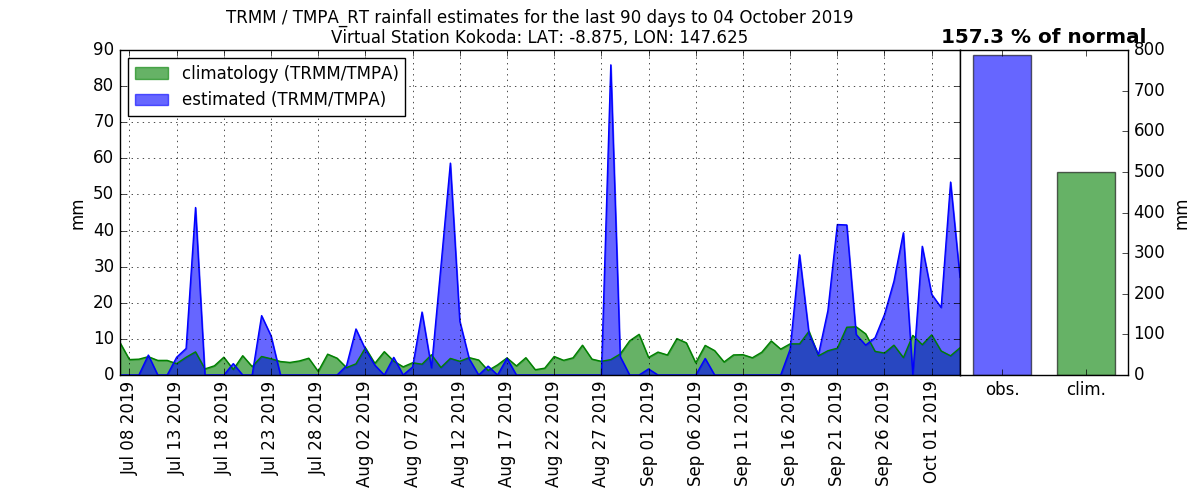 TRMM / TMPA_RT rainfall estimates for the last 90 days to 04 October 2019
Virtual Station Kokoda: LAT: -8.875, LON: 147.625
157.3 % of normal
climatology (TRMM/TMPA)
estimated (TRMM/TMPA)
90
80
70
60
50
40
30
20
10
0
mm
Jul 08 2019
Jul 13 2019
Jul 18 2019
Jul 23 2019
Jul 28 2019
Aug 02 2019
Aug 07 2019
Aug 12 2019
Aug 17 2019
Aug 22 2019
Aug 27 2019
Sep 01 2019
Sep 06 2019
Sep 11 2019
Sep 16 2019
Sep 21 2019
Sep 26 2019
Oct 01 2019
obs.
clim.
800
700
600
500
400
300
200
100
0
mm